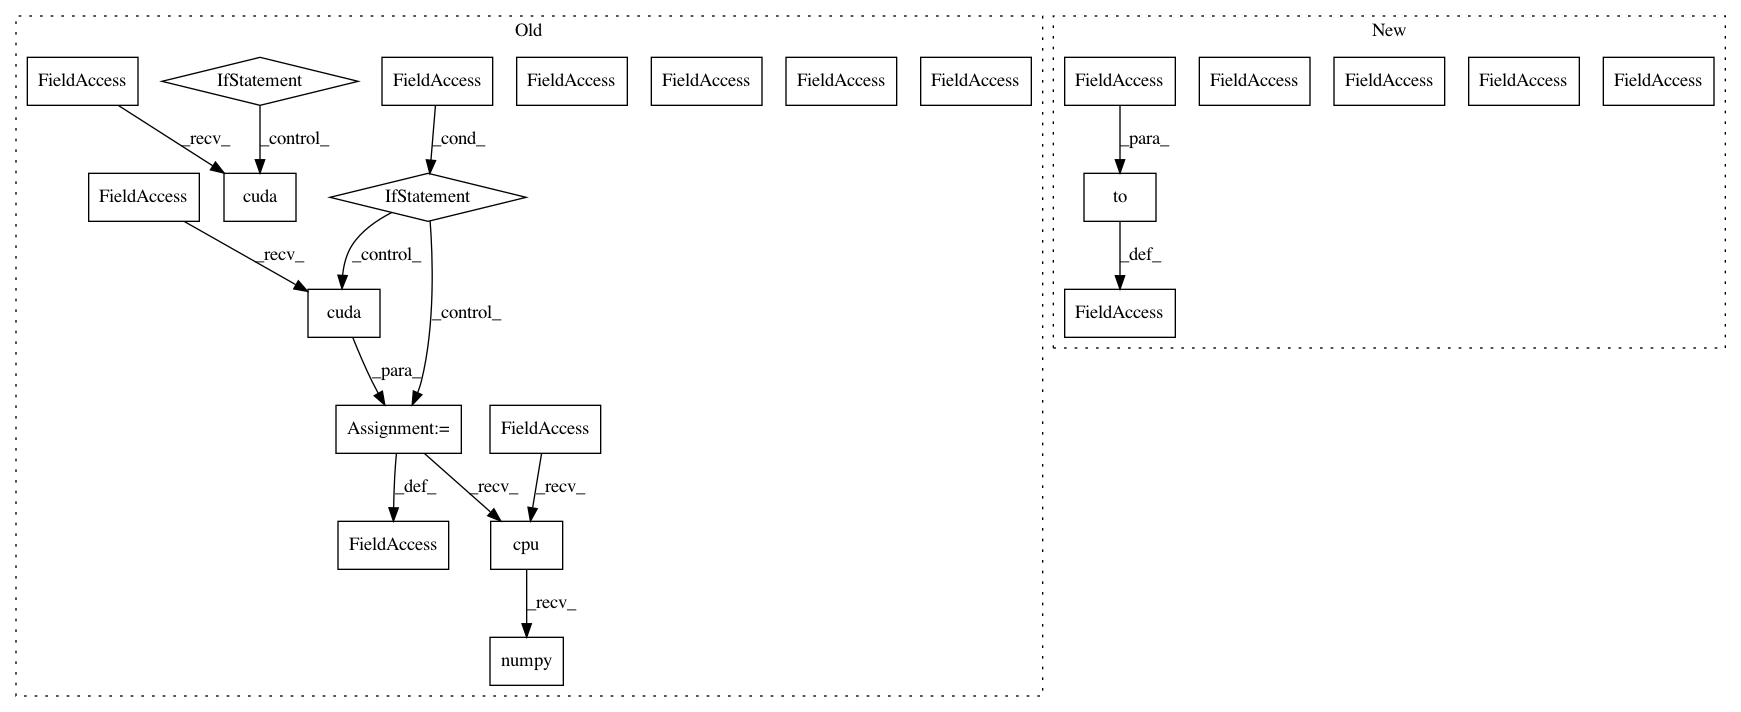 Old
New
FieldAccess
IfStatement
FieldAccess
FieldAccess
FieldAccess
FieldAccess
FieldAccess
FieldAccess
FieldAccess
FieldAccess
FieldAccess
FieldAccess
_recv_
_control_
_cond_
_para_
FieldAccess
cuda
IfStatement
to
_recv_
_control_
_def_
cuda
_control_
FieldAccess
_para_
Assignment:=
FieldAccess
_def_
_recv_
_recv_
FieldAccess
cpu
_recv_
numpy